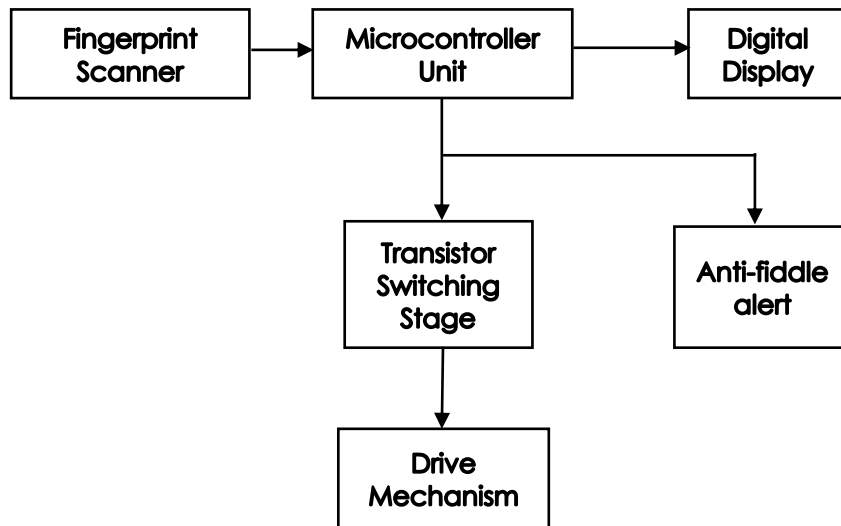 Fingerprint
Scanner
Microcontroller
Unit
Digital
Display
Transistor
Switching
Stage
Anti-fiddle
alert
Drive
Mechanism